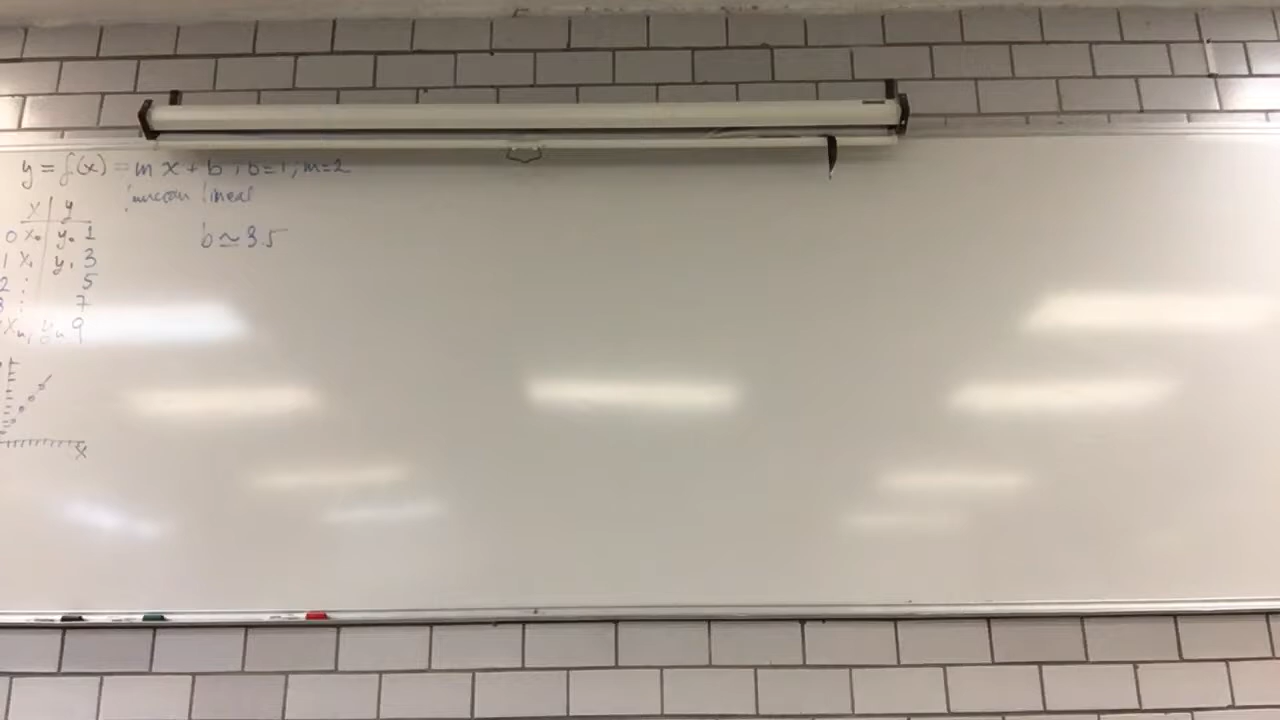 y = f(x) = mx + b ; b=1 ; m=2
función lineal
x y
0 x₀ y₀ 1
b ≃ 3.5
1 x₁ y₁ 3
2 : 5
3 : 7
xₙ, yₙ 9
x